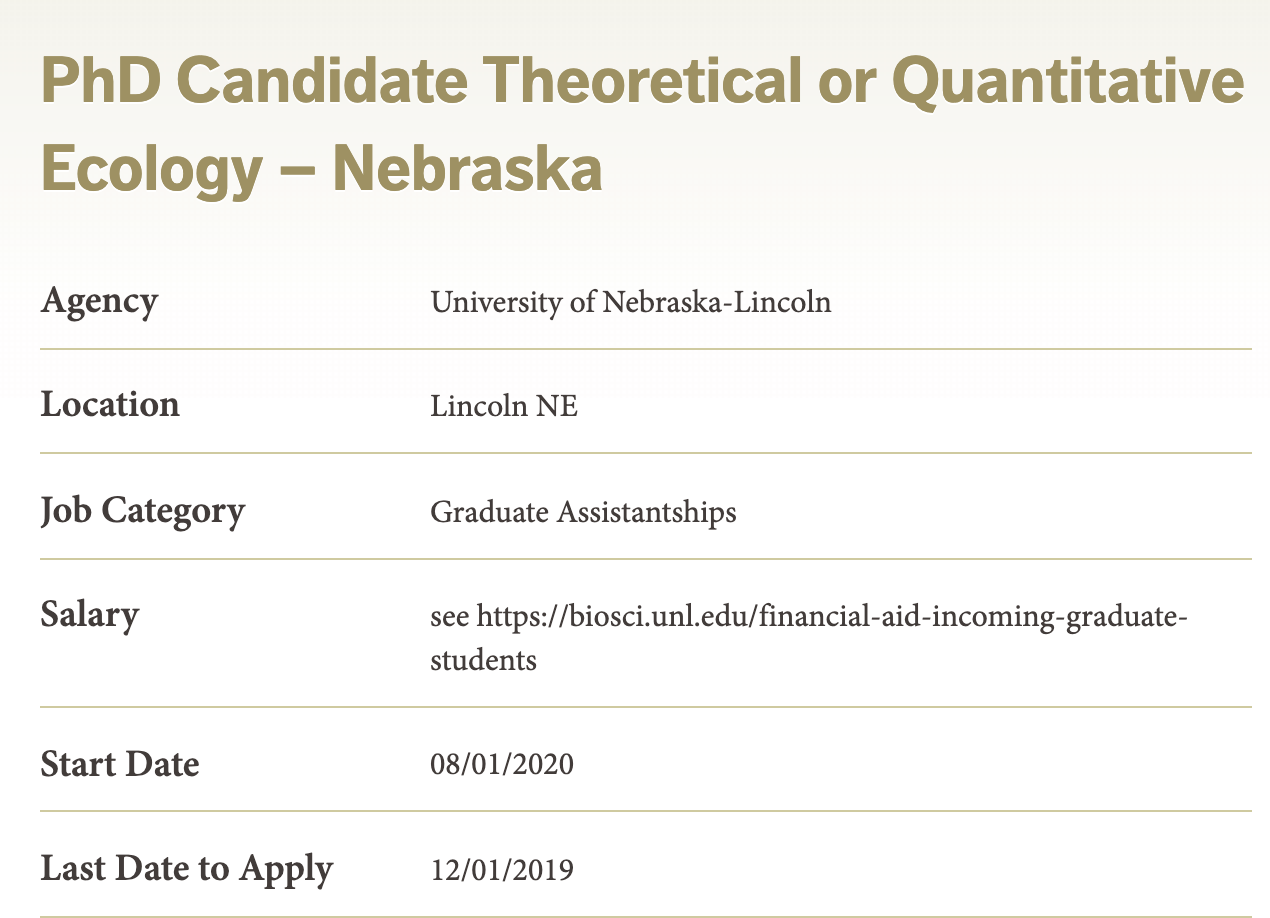 PhD Candidate Theoretical or Quantitative
Ecology – Nebraska
Agency University of Nebraska-Lincoln
Location Lincoln NE
Job Category Graduate Assistantships
Salary see https://biosci.unl.edu/financial-aid-incoming-graduate-
students
Start Date 08/01/2020
Last Date to Apply 12/01/2019